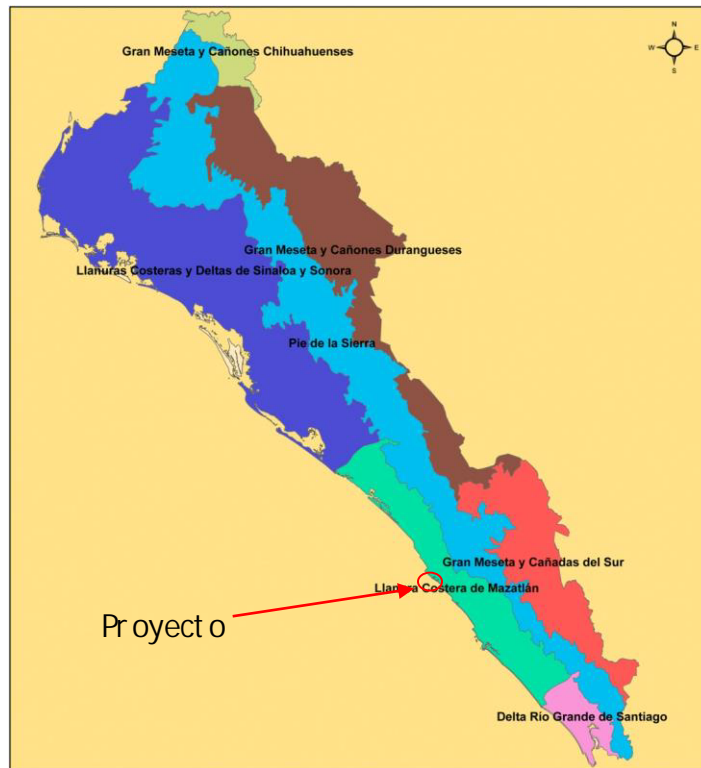 N
W E
S
Gran Meseta y Cañones Chihuahuenses
Gran Meseta y Cañones Durangueses
Llanuras Costeras y Deltas de Sinaloa y Sonora
Pie de la Sierra
Gran Meseta y Cañadas del Sur
Llanura Costera de Mazatlán
Proyecto
Delta Río Grande de Santiago